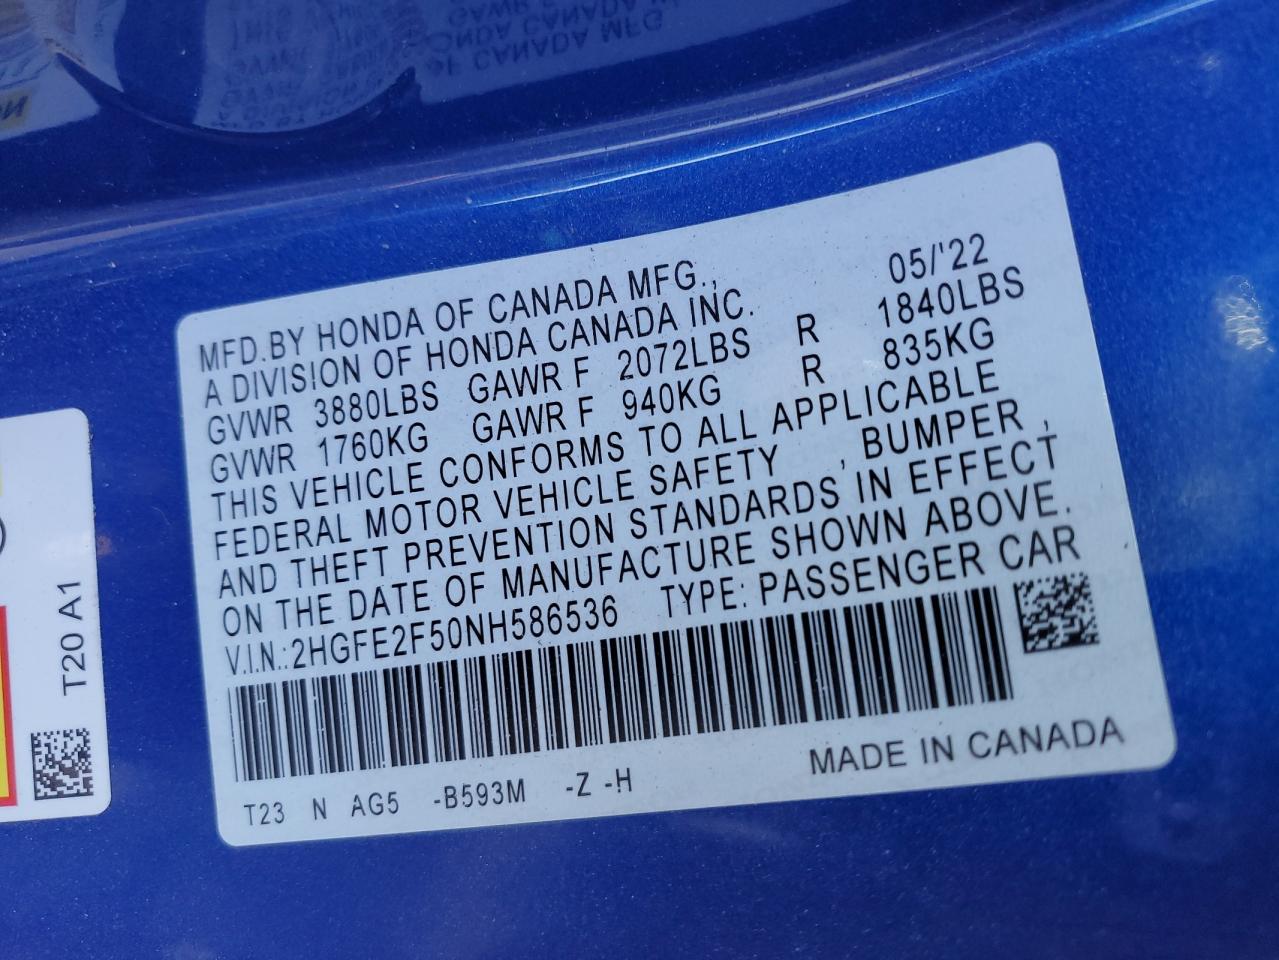 MFD.BY HONDA OF CANADA MFG., 05/'22
A DIVISION OF HONDA CANADA INC.
GVWR 3880LBS GAWR F 2072LBS R 1840LBS
GVWR 1760KG GAWR F 940KG R 835KG
THIS VEHICLE CONFORMS TO ALL APPLICABLE
FEDERAL MOTOR VEHICLE SAFETY , BUMPER ,
AND THEFT PREVENTION STANDARDS IN EFFECT
ON THE DATE OF MANUFACTURE SHOWN ABOVE.
V.I.N.:2HGFE2F50NH586536 TYPE: PASSENGER CAR
MADE IN CANADA
T23 N AG5 -B593M -Z -H
T20 A1